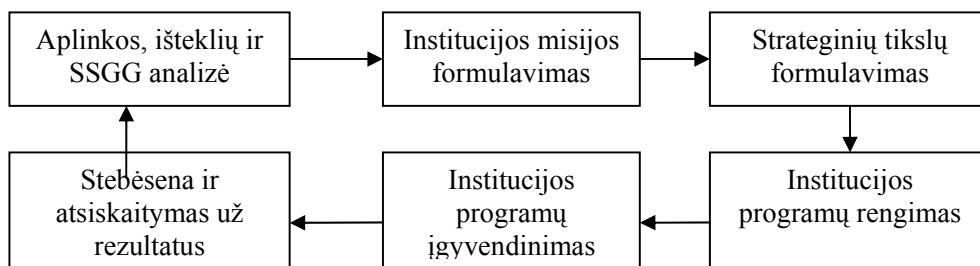 Aplinkos, išteklių ir
SSGG analizė
Institucijos misijos
formulavimas
Strateginių tikslų
formulavimas
Stebėsena ir
atsiskaitymas už
rezultatus
Institucijos
programų
įgyvendinimas
Institucijos
programų rengimas